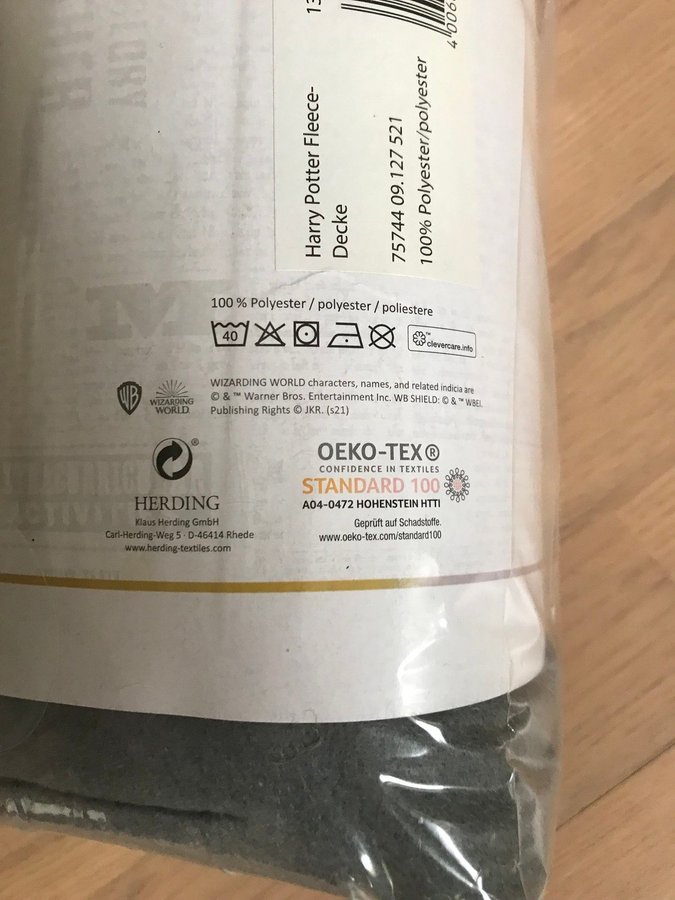 Harry Potter Fleece-
Decke
75744 09.127 521
100% Polyester/polyester
100 % Polyester / polyester / poliestere
40
clevercare.info
WB
WIZARDING
WORLD
WIZARDING WORLD characters, names, and related indicia are
© & ™ Warner Bros. Entertainment Inc. WB SHIELD: © & ™ WBEI.
Publishing Rights © JKR. (s21)
HERDING
Klaus Herding GmbH
Carl-Herding-Weg 5 · D-46414 Rhede
www.herding-textiles.com
OEKO-TEX®
CONFIDENCE IN TEXTILES
STANDARD 100
A04-0472 HOHENSTEIN HTTI
Geprüft auf Schadstoffe.
www.oeko-tex.com/standard100